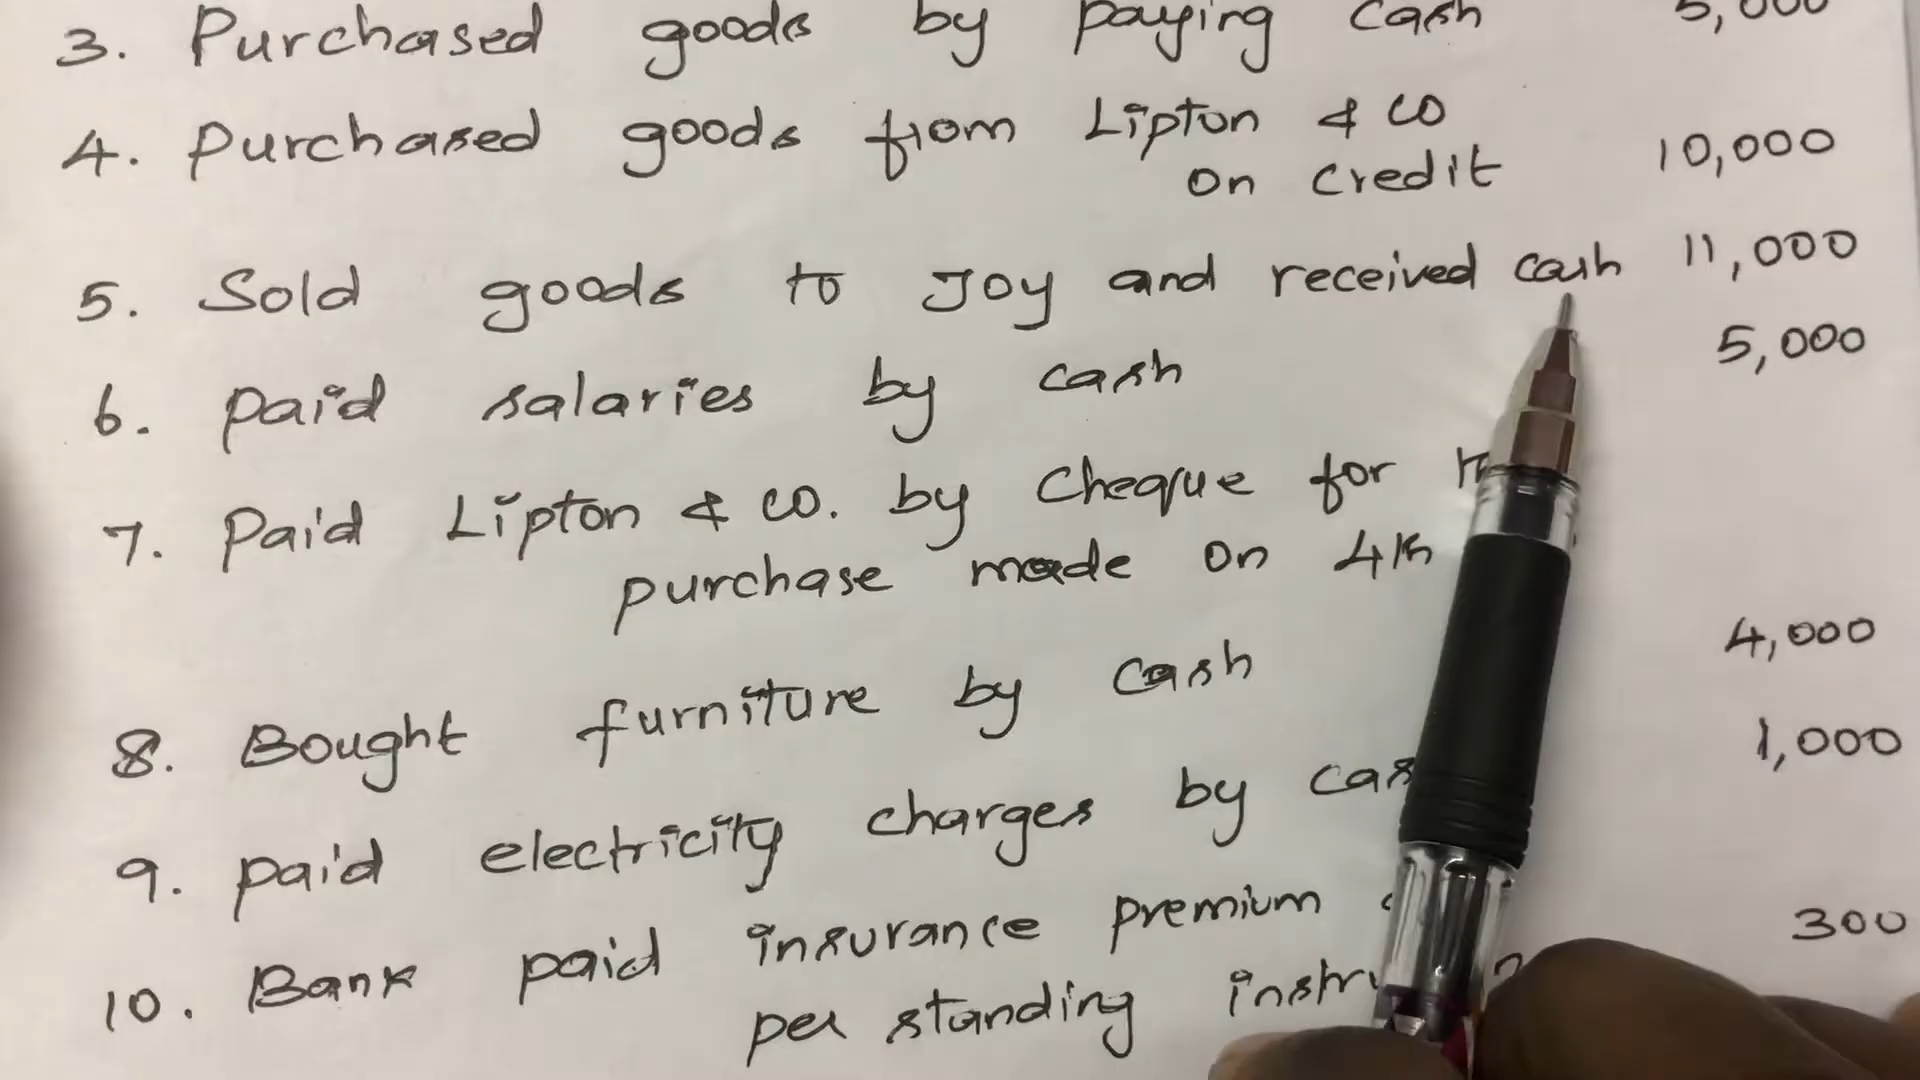 3. Purchased goods by paying cash 5,000
4. Purchased goods from Lipton & co
on credit 10,000
5. Sold goods to Joy and received cash 11,000
6. Paid salaries by cash 5,000
7. Paid Lipton & co. by cheque for
purchase made on 4th
8. Bought furniture by cash 4,000
9. Paid electricity charges by 1,000
10. Bank paid insurance premium
per standing 300